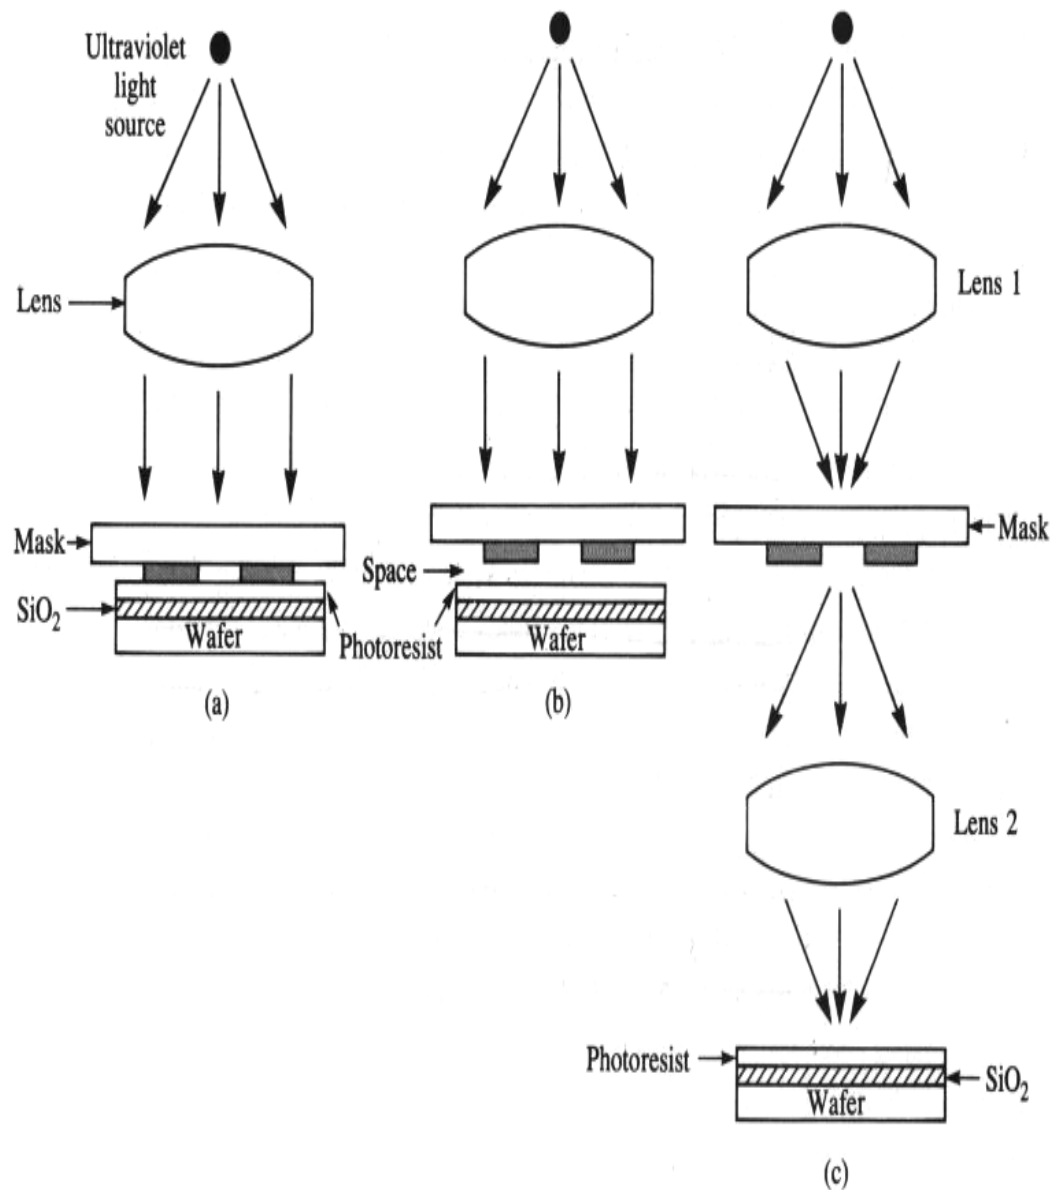 Ultraviolet
light
source
Lens
Lens 1
Mask
Mask
Space
SiO₂
Wafer
Photoresist
Wafer
(a)
(b)
Lens 2
Photoresist
SiO₂
Wafer
(c)